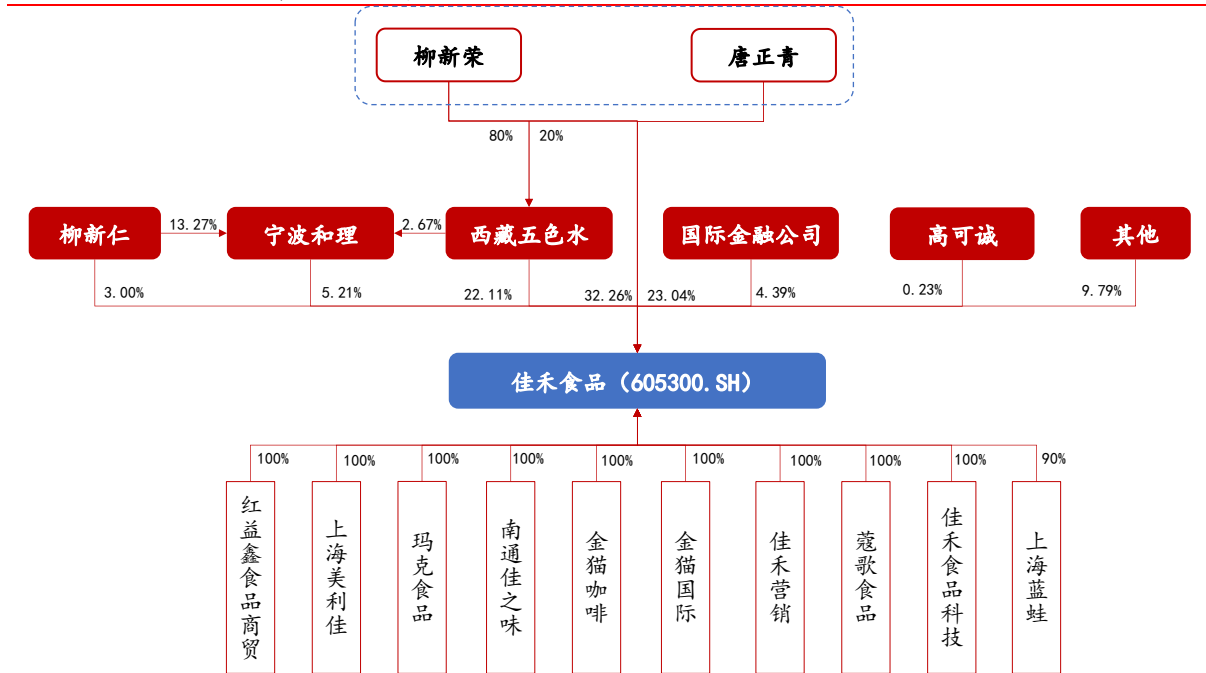 柳新荣
唐正青
80%
20%
柳新仁
13.27%
宁波和理
2.67%
西藏五色水
国际金融公司
高可诚
其他
3.00%
5.21%
22.11%
32.26%
23.04%
4.39%
0.23%
9.79%
佳禾食品（605300.SH）
100%
100%
100%
100%
100%
100%
100%
100%
100%
90%
红益鑫食品商贸
上海美利佳
玛克食品
南通佳之味
金猫咖啡
金猫国际
佳禾营销
蔻歌食品
佳禾食品科技
上海蓝蛙